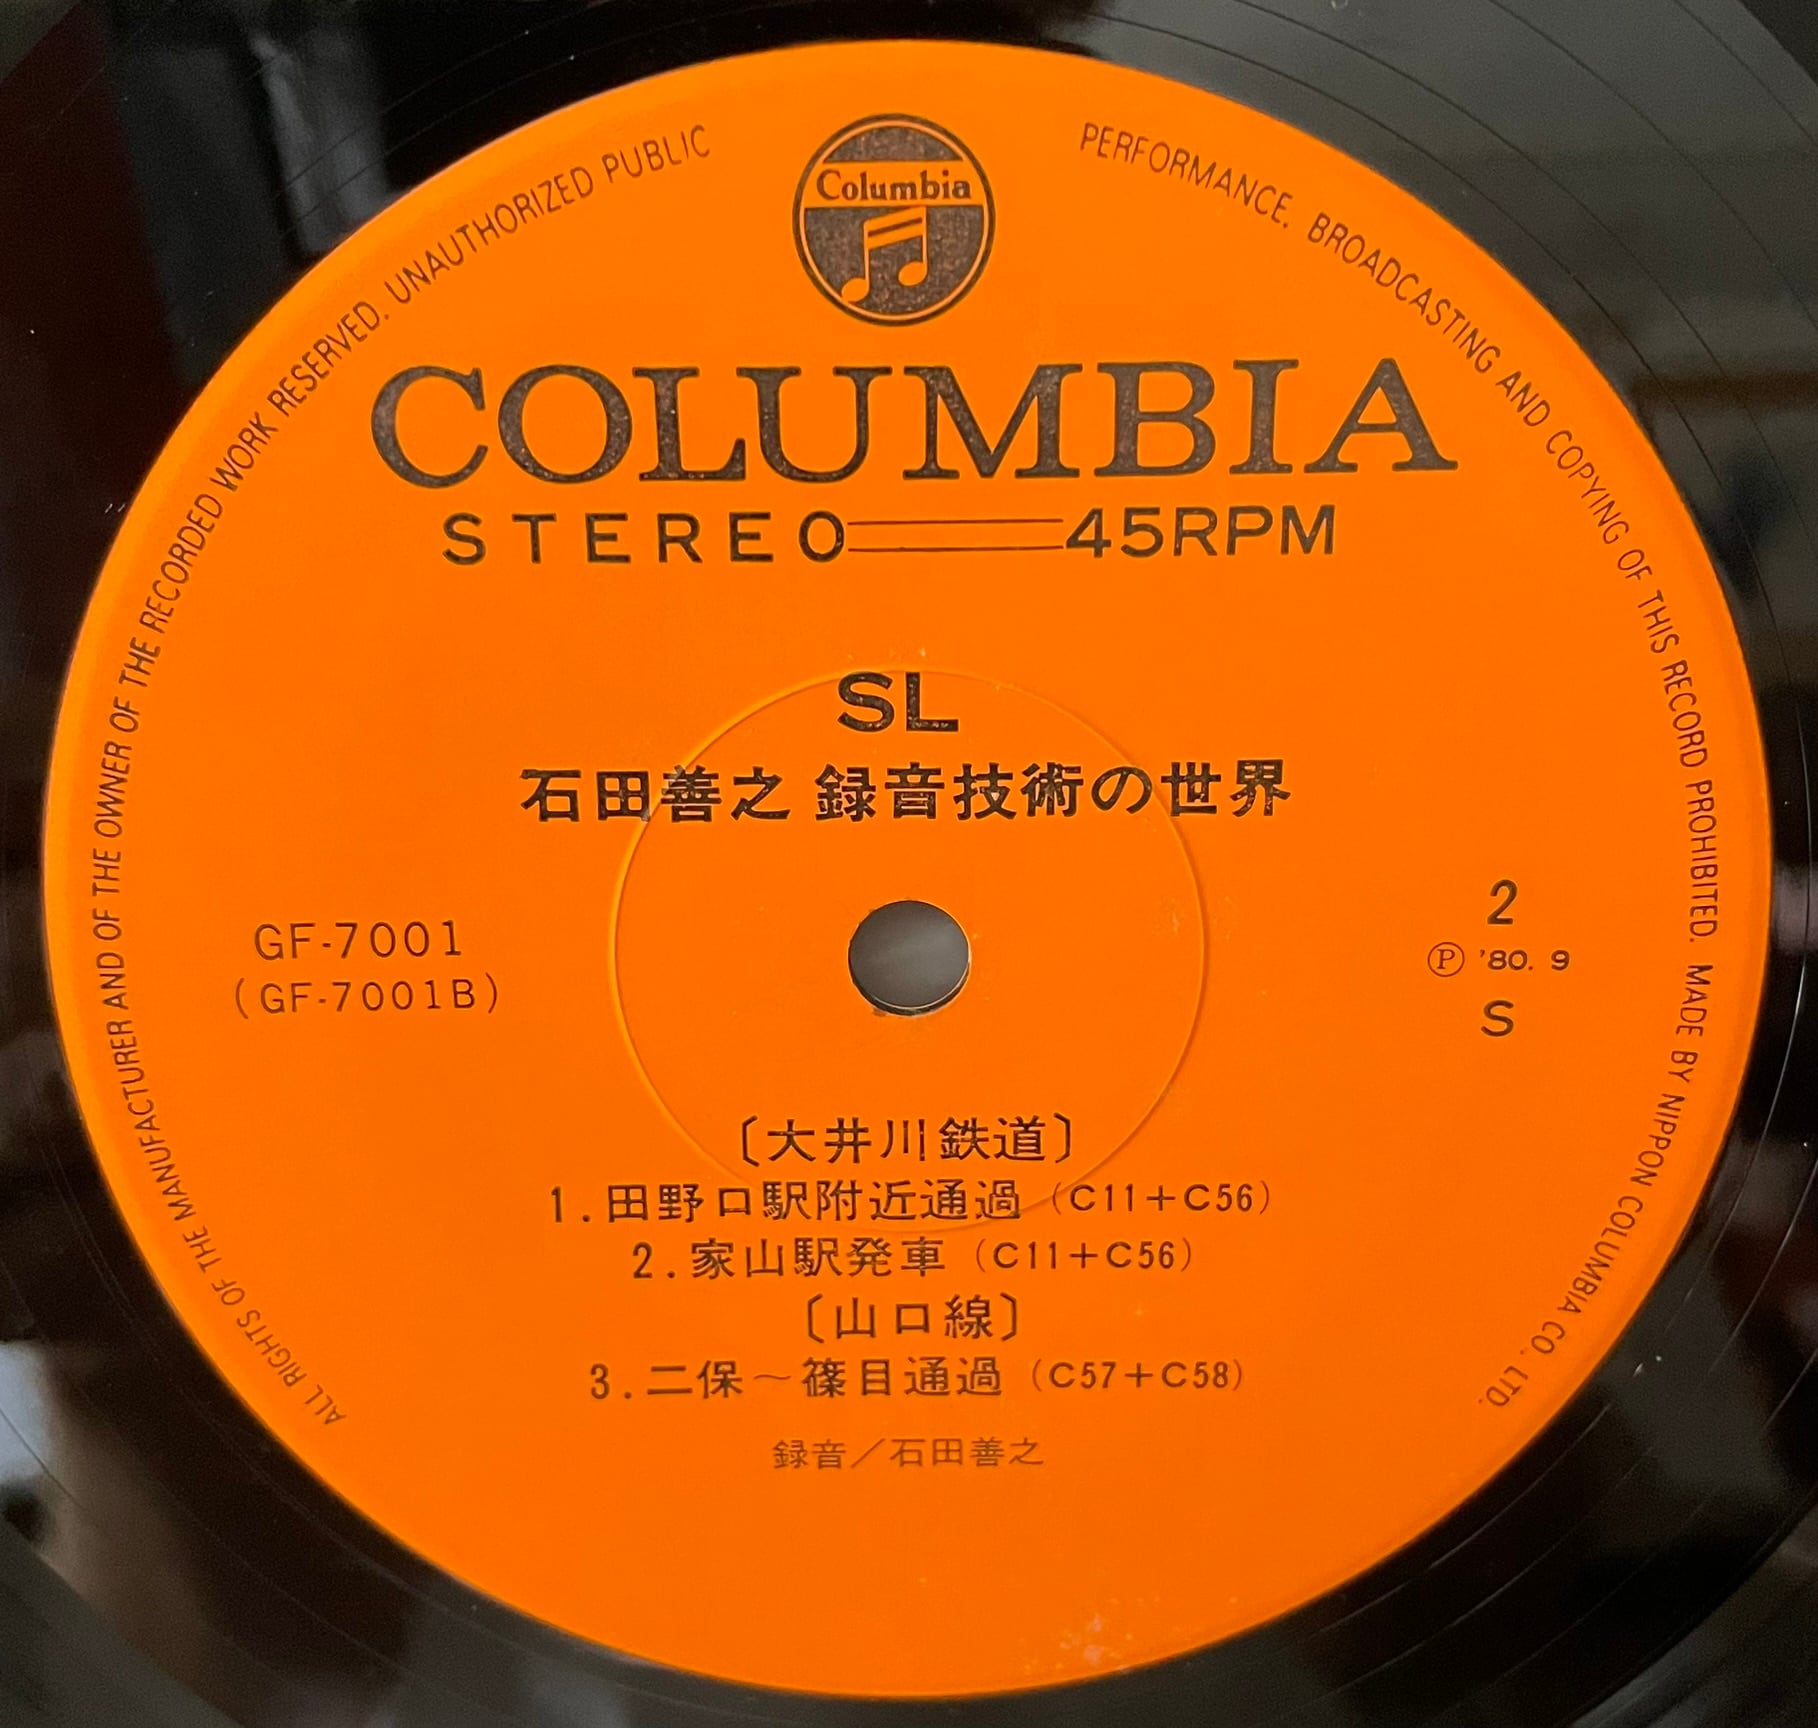 Columbia
COLUMBIA
STEREO 45RPM
SL
石田善之 録音技術の世界
GF-7001
(GF-7001B)
2
Ⓟ '80. 9
S
〔大井川鉄道〕
1.田野口駅附近通過（C11＋C56）
2.家山駅発車（C11＋C56）
〔山口線〕
3.二保～篠目通過（C57＋C58）
録音／石田善之
ALL RIGHTS OF THE MANUFACTURER AND OF THE OWNER OF THE RECORDED WORK RESERVED. UNAUTHORIZED PUBLIC PERFORMANCE. BROADCASTING AND COPYING OF THIS RECORD PROHIBITED. MADE BY NIPPON COLUMBIA CO. LTD.